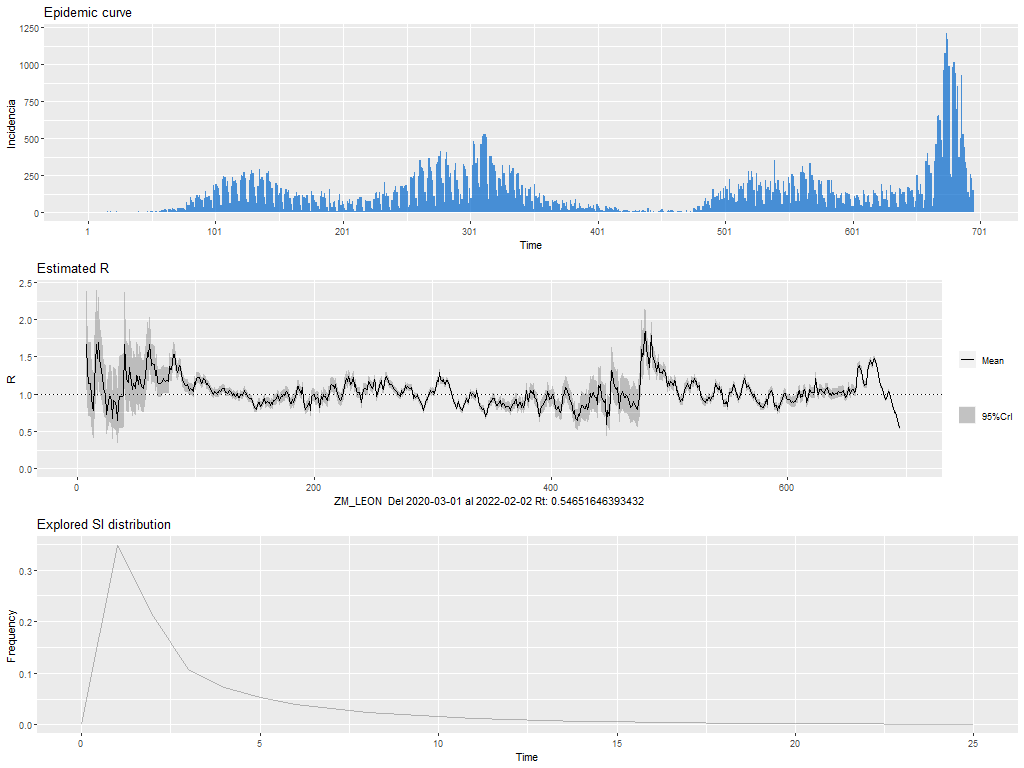 Epidemic curve
1250
1000
750
500
250
0
Incidencia
1 101 201 301 401 501 601 701
Time
Estimated R
2.5
2.0
1.5
1.0
0.5
0.0
R
Mean
95%CrI
0 200 400 600
ZM_LEON Del 2020-03-01 al 2022-02-02 Rt: 0.54651646393432
Explored SI distribution
0.3
0.2
0.1
0.0
Frequency
0 5 10 15 20 25
Time